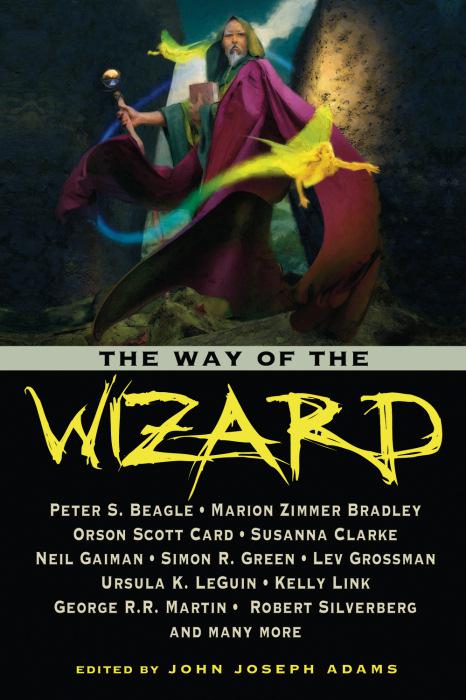 THE WAY OF THE
WIZARD
PETER S. BEAGLE • MARION ZIMMER BRADLEY
ORSON SCOTT CARD • SUSANNA CLARKE
NEIL GAIMAN • SIMON R. GREEN • LEV GROSSMAN
URSULA K. LEGUIN • KELLY LINK
GEORGE R.R. MARTIN • ROBERT SILVERBERG
AND MANY MORE
EDITED BY JOHN JOSEPH ADAMS